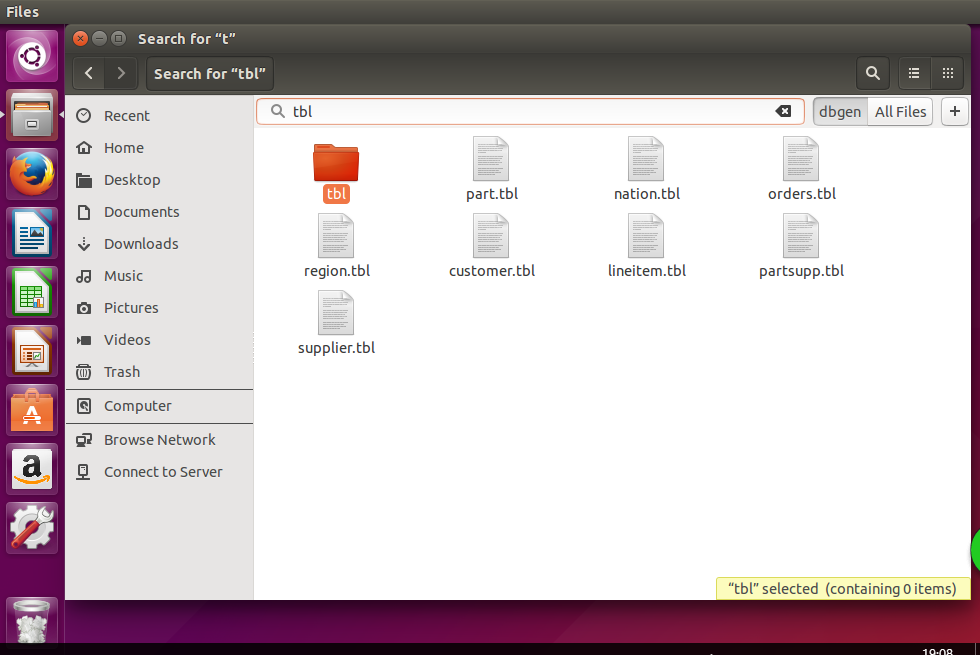 Files
Search for “t”
Search for “tbl”
tbl
dbgen
All Files
Recent
Home
Desktop
Documents
Downloads
Music
Pictures
Videos
Trash
Computer
Browse Network
Connect to Server
tbl
part.tbl
nation.tbl
orders.tbl
region.tbl
customer.tbl
lineitem.tbl
partsupp.tbl
supplier.tbl
“tbl” selected (containing 0 items)
19:08